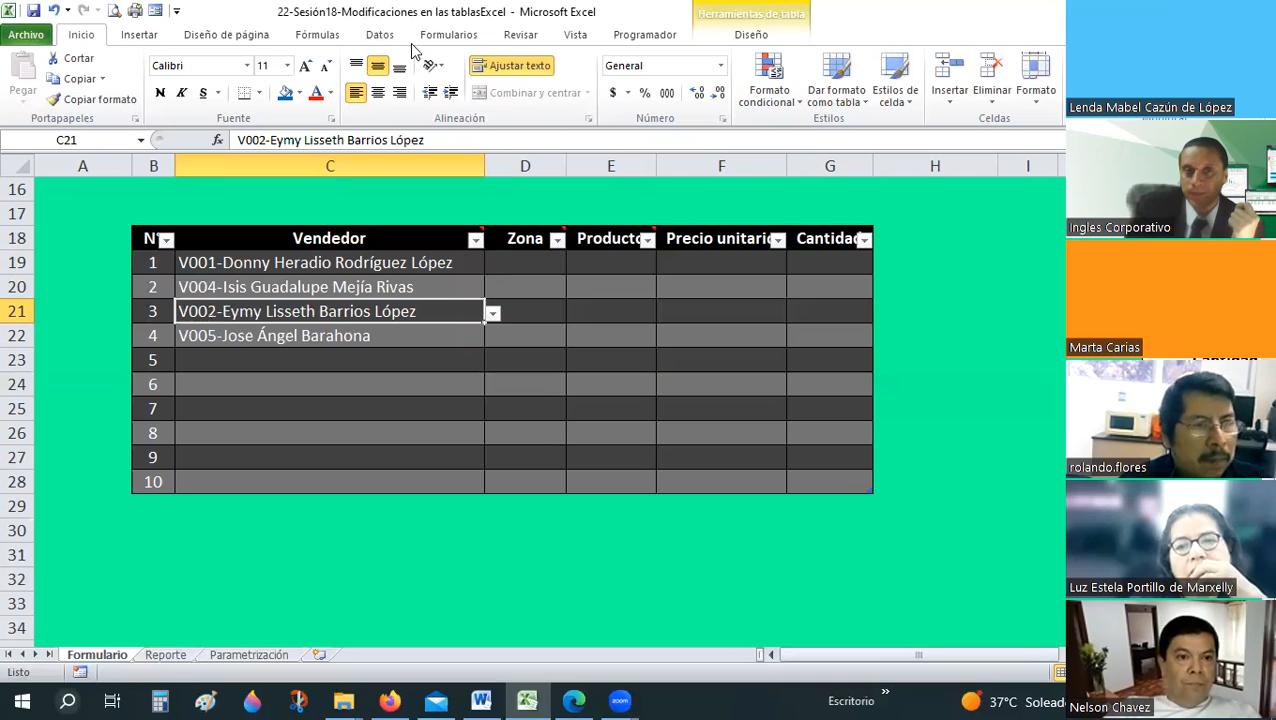 22-Sesión18-Modificaciones en las tablasExcel - Microsoft Excel
Herramientas de tabla
Archivo Inicio Insertar Diseño de página Fórmulas Datos Formularios Revisar Vista Programador Diseño
Pegar
Cortar
Copiar
Copiar formato
Portapapeles
Calibri 11
N K S A
Fuente
Ajustar texto
Combinar y centrar
Alineación
General
$ % 000
Número
Formato condicional
Dar formato como tabla
Estilos de celda
Estilos
Insertar Eliminar Formato
Celdas
C21 fx V002-Eymy Lisseth Barrios López
A B C D E F G H I
16
17
18 Vendedor Zona Producto Precio unitario Cantidad
19 1 V001-Donny Heradio Rodríguez López
20 2 V004-Isis Guadalupe Mejía Rivas
21 3 V002-Eymy Lisseth Barrios López
22 4 V005-Jose Ángel Barahona
23 5
24 6
25 7
26 8
27 9
28 10
29
30
31
32
33
34
Formulario Reporte Parametrización
Listo
Escritorio
37°C Soleado
zoom
Lenda Mabel Cazún de López
Ingles Corporativo
Marta Carias
rolando.flores
Luz Estela Portillo de Marxelly
Nelson Chavez